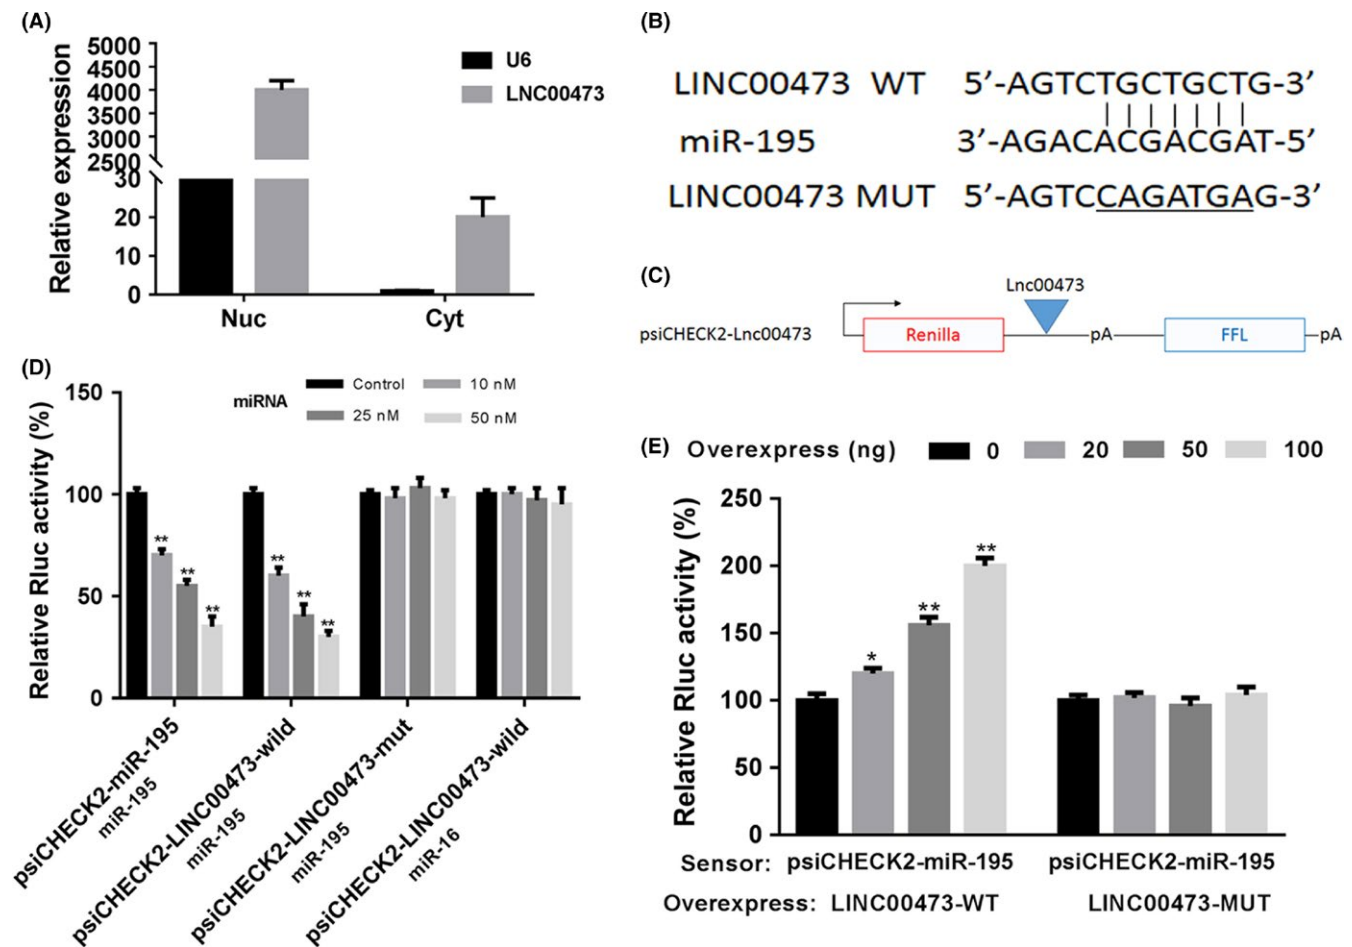 (A)
5000
4500
4000
3500
3000
2500
30
20
10
0
Relative expression
U6
LNC00473
Nuc
Cyt
(B)
LINC00473 WT 5’-AGTCTGCTGCTG-3’
miR-195 3’-AGACACGACGAT-5’
LINC00473 MUT 5’-AGTCCAGATGAG-3’
(C)
Lnc00473
psiCHECK2-Lnc00473
Renilla
pA
FFL
pA
(D)
miRNA
Control
10 nM
25 nM
50 nM
Relative Rluc activity (%)
150
100
50
0
** ** **
** ** **
psiCHECK2-miR-195
miR-195
psiCHECK2-LINC00473-wild
miR-195
psiCHECK2-LINC00473-mut
miR-195
psiCHECK2-LINC00473-wild
miR-16
(E)
Overexpress (ng) 0 20 50 100
Relative Rluc activity (%)
250
200
150
100
50
0
* ** **
Sensor: psiCHECK2-miR-195 psiCHECK2-miR-195
Overexpress: LINC00473-WT LINC00473-MUT